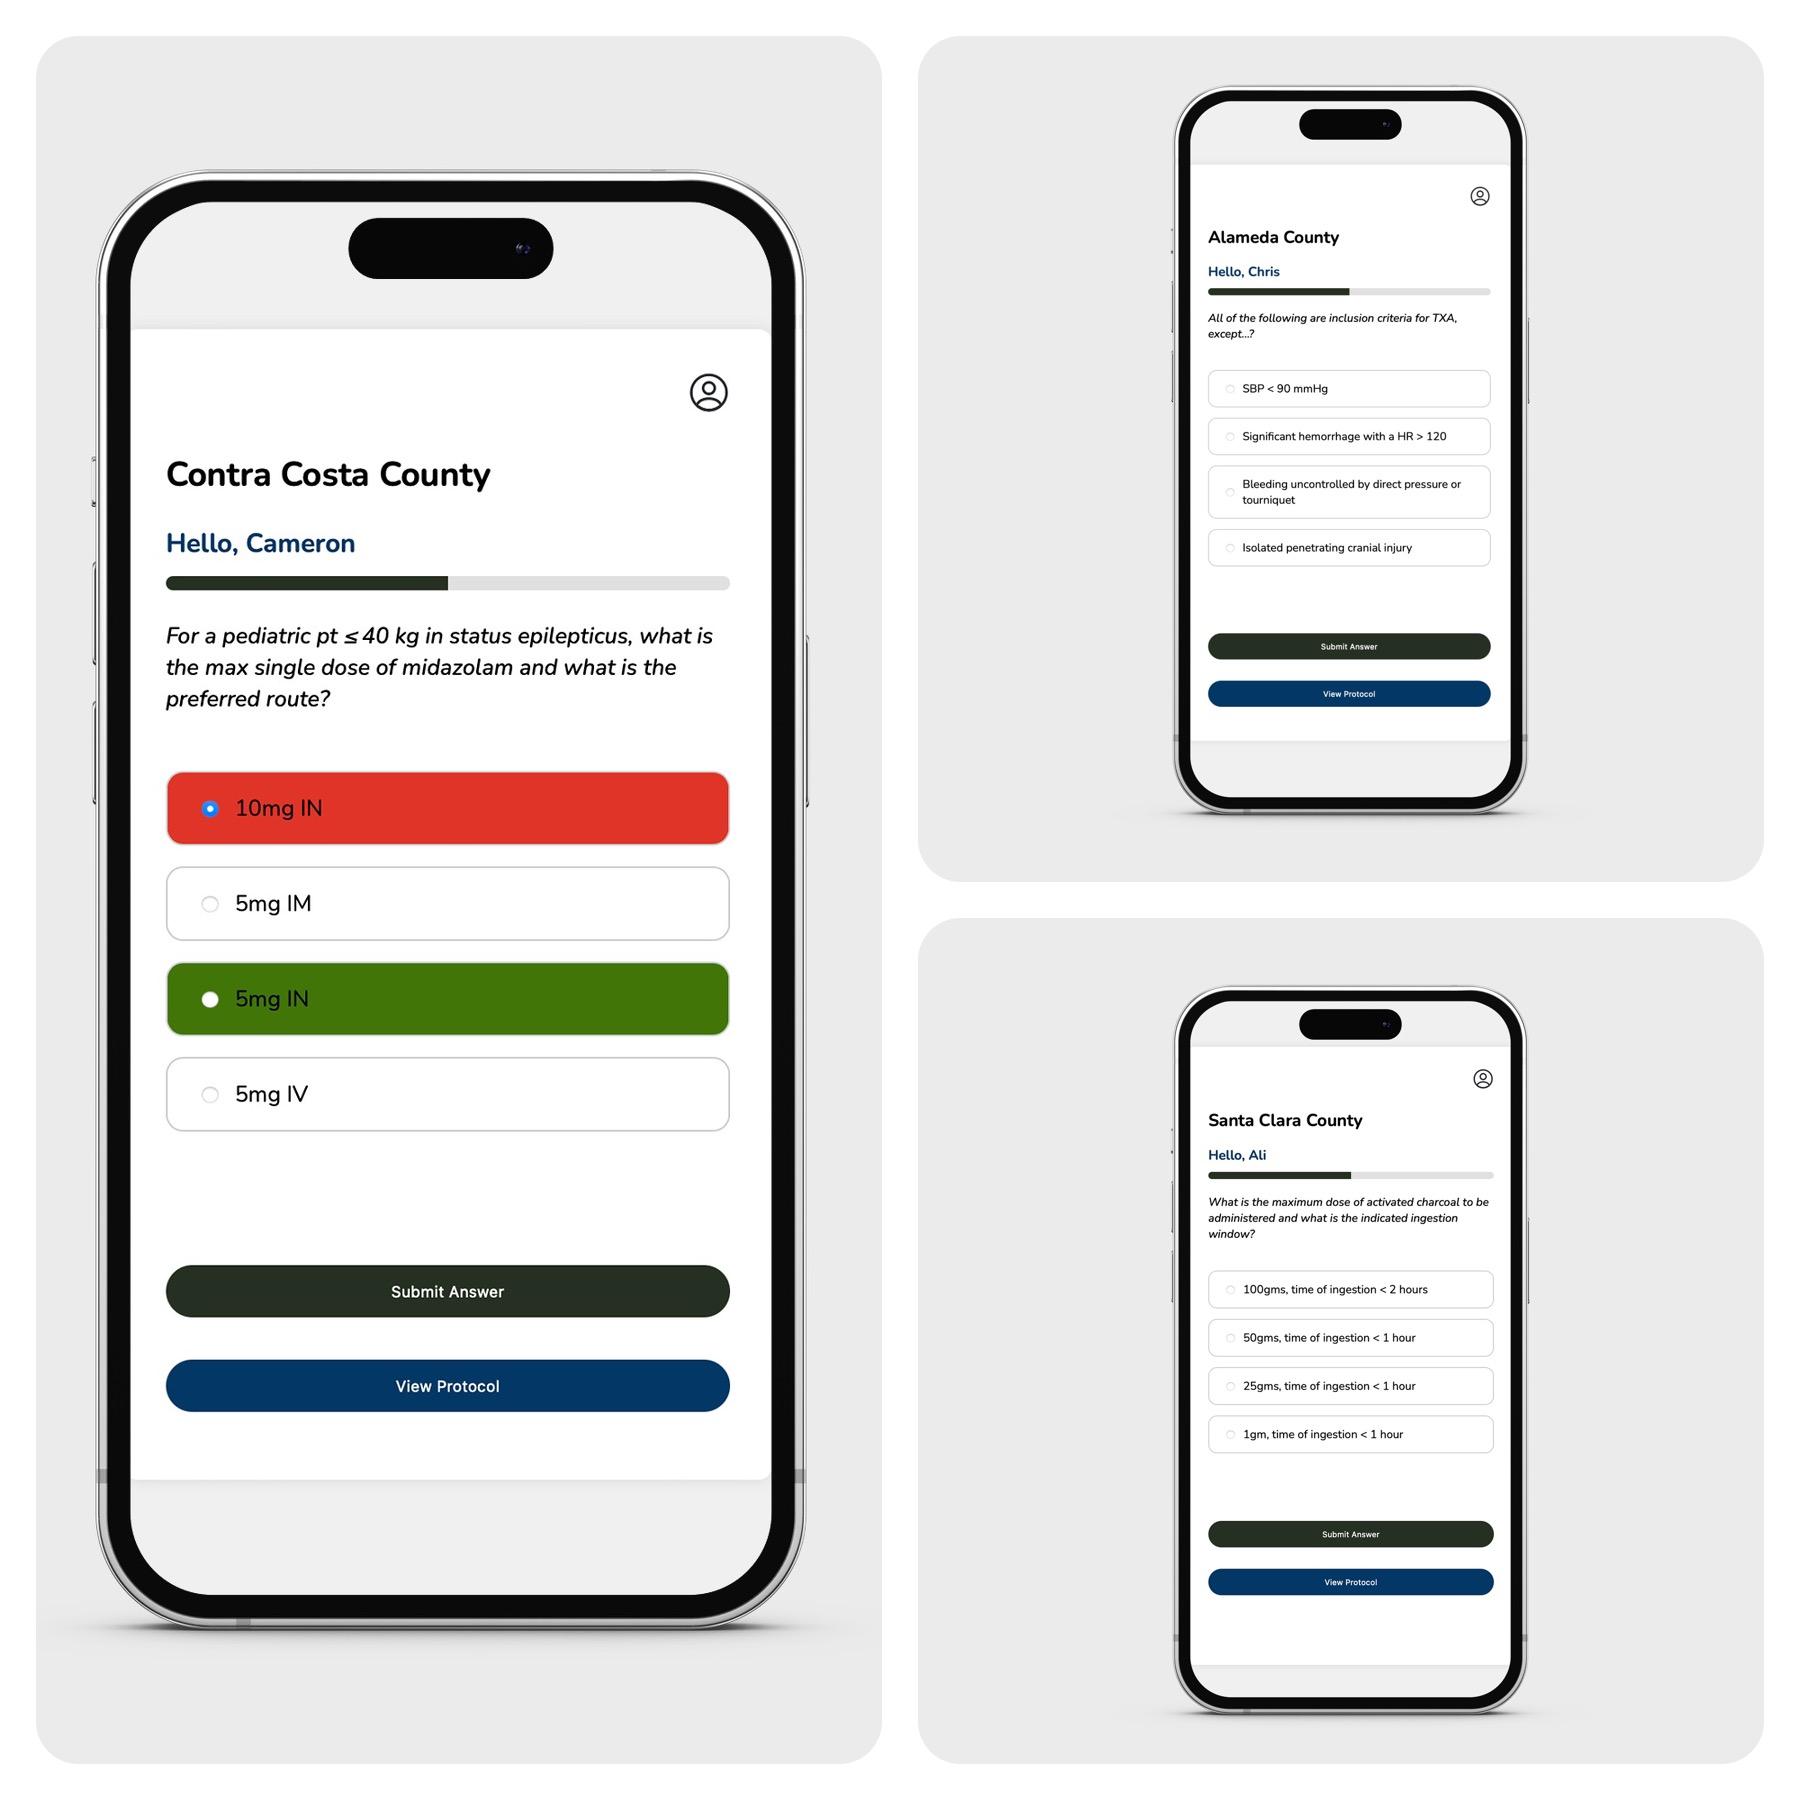 Contra Costa County
Hello, Cameron
For a pediatric pt ≤ 40 kg in status epilepticus, what is
the max single dose of midazolam and what is the
preferred route?
10mg IN
5mg IM
5mg IN
5mg IV
Submit Answer
View Protocol
Alameda County
Hello, Chris
All of the following are inclusion criteria for TXA,
except...?
SBP < 90 mmHg
Significant hemorrhage with a HR > 120
Bleeding uncontrolled by direct pressure or
tourniquet
Isolated penetrating cranial injury
Submit Answer
View Protocol
Santa Clara County
Hello, Ali
What is the maximum dose of activated charcoal to be
administered and what is the indicated ingestion
window?
100gms, time of ingestion < 2 hours
50gms, time of ingestion < 1 hour
25gms, time of ingestion < 1 hour
1gm, time of ingestion < 1 hour
Submit Answer
View Protocol